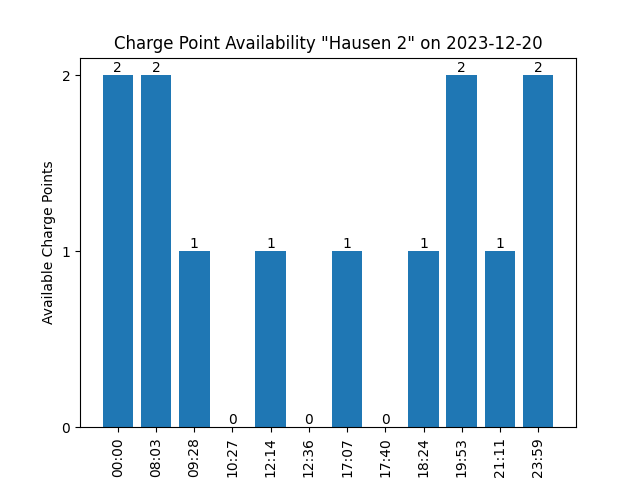 Charge Point Availability "Hausen 2" on 2023-12-20
Available Charge Points
2
1
0
2 2 1 0 1 0 1 0 1 2 1 2
00:00 08:03 09:28 10:27 12:14 12:36 17:07 17:40 18:24 19:53 21:11 23:59